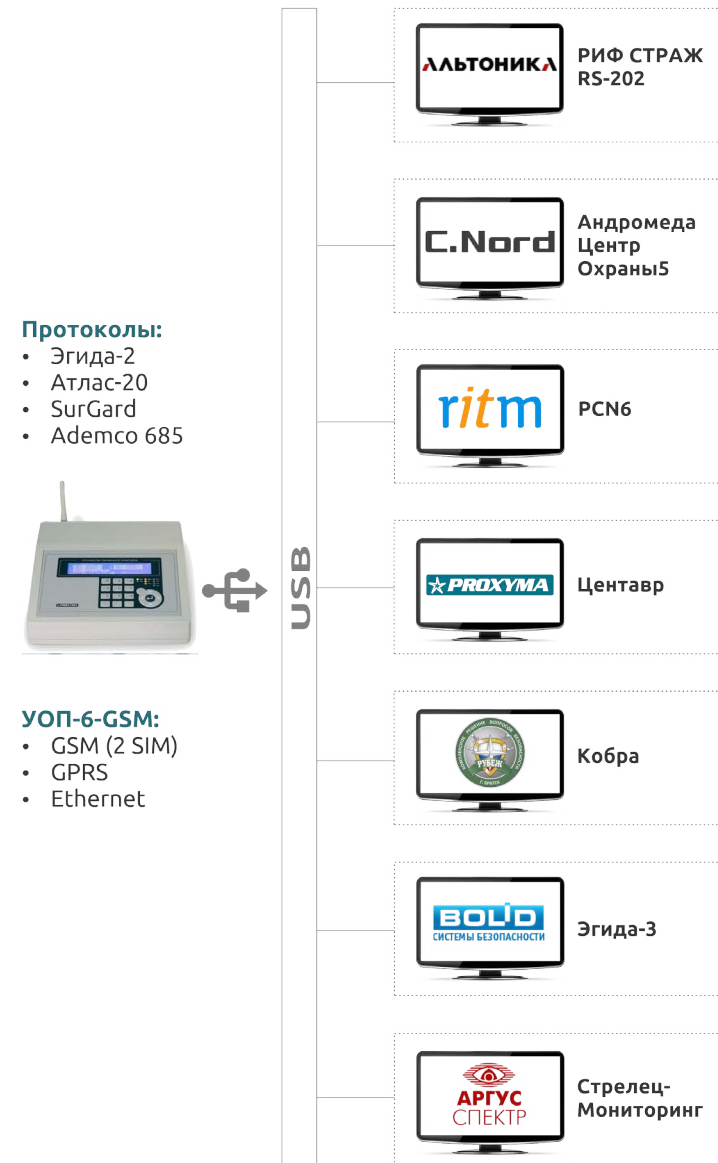 Протоколы:
• Эгида-2
• Атлас-20
• SurGard
• Ademco 685
УОП-6-GSM:
• GSM (2 SIM)
• GPRS
• Ethernet
USB
АЛЬТОНИКА
РИФ СТРАЖ
RS-202
C.Nord
Андромеда
Центр
Охраны5
ritm
PCN6
PROXYMA
Центавр
РУБЕЖ
Кобра
BOLID
СИСТЕМЫ БЕЗОПАСНОСТИ
Эгида-3
АРГУС
СПЕКТР
Стрелец-
Мониторинг